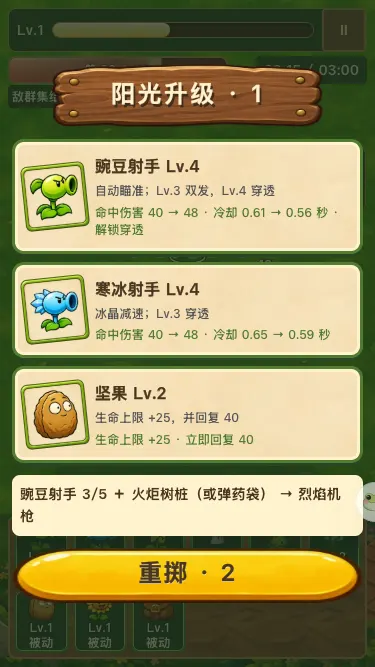 Lv.1
II
/ 03:00
阳光升级 · 1
豌豆射手 Lv.4
自动瞄准；Lv.3 双发，Lv.4 穿透
命中伤害 40 → 48 · 冷却 0.61 → 0.56 秒 ·
解锁穿透
寒冰射手 Lv.4
冰晶减速；Lv.3 穿透
命中伤害 40 → 48 · 冷却 0.65 → 0.59 秒
坚果 Lv.2
生命上限 +25，并回复 40
生命上限 +25 · 立即回复 40
豌豆射手 3/5 + 火炬树桩（或弹药袋） → 烈焰机
枪
重掷 · 2
Lv.1 Lv.1 Lv.1
被动 被动 被动